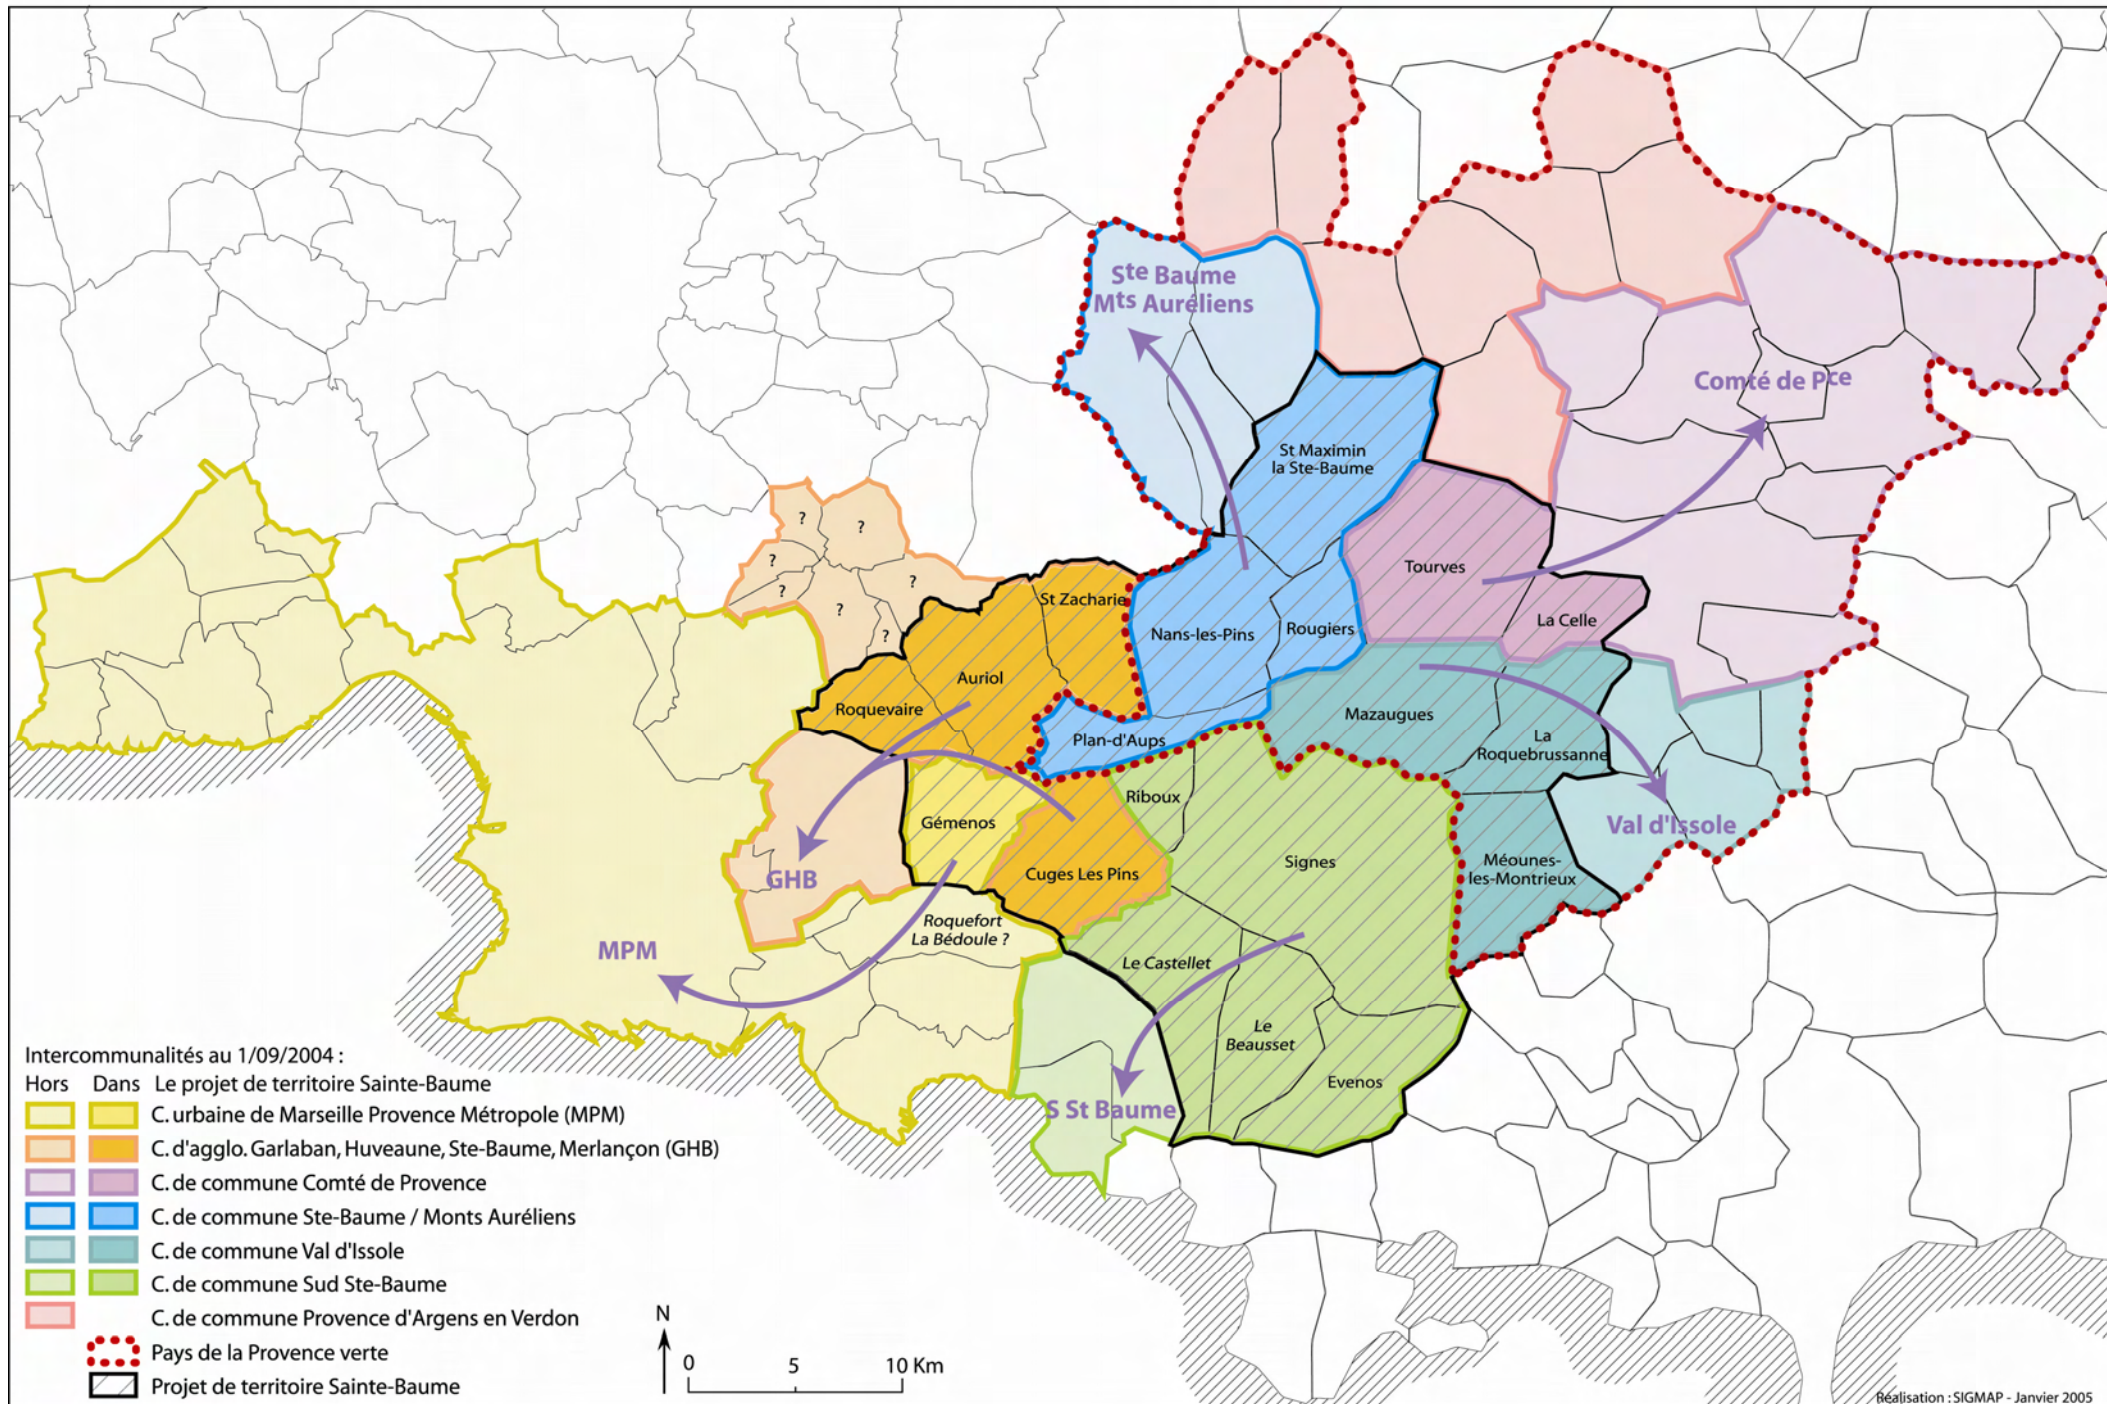 Ste Baume
Mts Auréliens
Comté de Pce
St Maximin
la Ste-Baume
?
?
?
?
?
?
?
St Zacharie
Tourves
Nans-les-Pins
Rougiers
La Celle
Auriol
Roquevaire
Mazaugues
Plan-d'Aups
La
Roquebrussanne
Riboux
Gémenos
Val d'Issole
Signes
Méounes-
les-Montrieux
GHB
Cuges Les Pins
Roquefort
La Bédoule ?
MPM
Le Castellet
Le
Beausset
Evenos
S St Baume
Intercommunalités au 1/09/2004 :
Hors Dans Le projet de territoire Sainte-Baume
C. urbaine de Marseille Provence Métropole (MPM)
C. d'agglo. Garlaban, Huveaune, Ste-Baume, Merlançon (GHB)
C. de commune Comté de Provence
C. de commune Ste-Baume / Monts Auréliens
C. de commune Val d'Issole
C. de commune Sud Ste-Baume
C. de commune Provence d'Argens en Verdon
Pays de la Provence verte
Projet de territoire Sainte-Baume
N
0 5 10 Km
Réalisation : SIGMAP - Janvier 2005